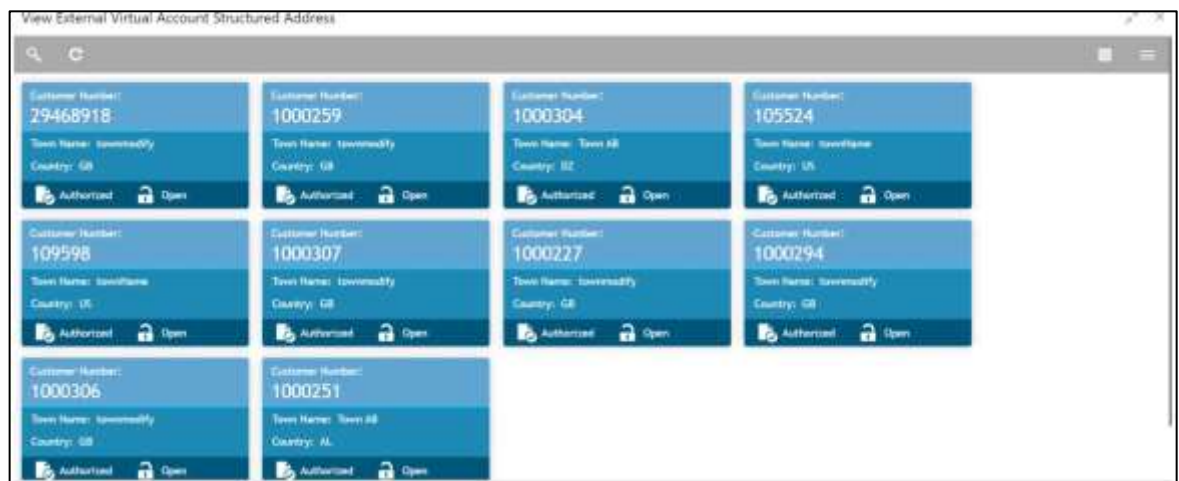 View External Virtual Account Structured Address
Customer Number:
29468918
Town Name: townmodify
Country: GB
Authorized Open
Customer Number:
1000259
Town Name: townmodify
Country: GB
Authorized Open
Customer Number:
1000304
Town Name: Town AB
Country: DZ
Authorized Open
Customer Number:
105524
Town Name: townName
Country: US
Authorized Open
Customer Number:
109598
Town Name: townName
Country: US
Authorized Open
Customer Number:
1000307
Town Name: townmodify
Country: GB
Authorized Open
Customer Number:
1000227
Town Name: townmodify
Country: GB
Authorized Open
Customer Number:
1000294
Town Name: townmodify
Country: GB
Authorized Open
Customer Number:
1000306
Town Name: townmodify
Country: GB
Authorized Open
Customer Number:
1000251
Town Name: Town AB
Country: AL
Authorized Open